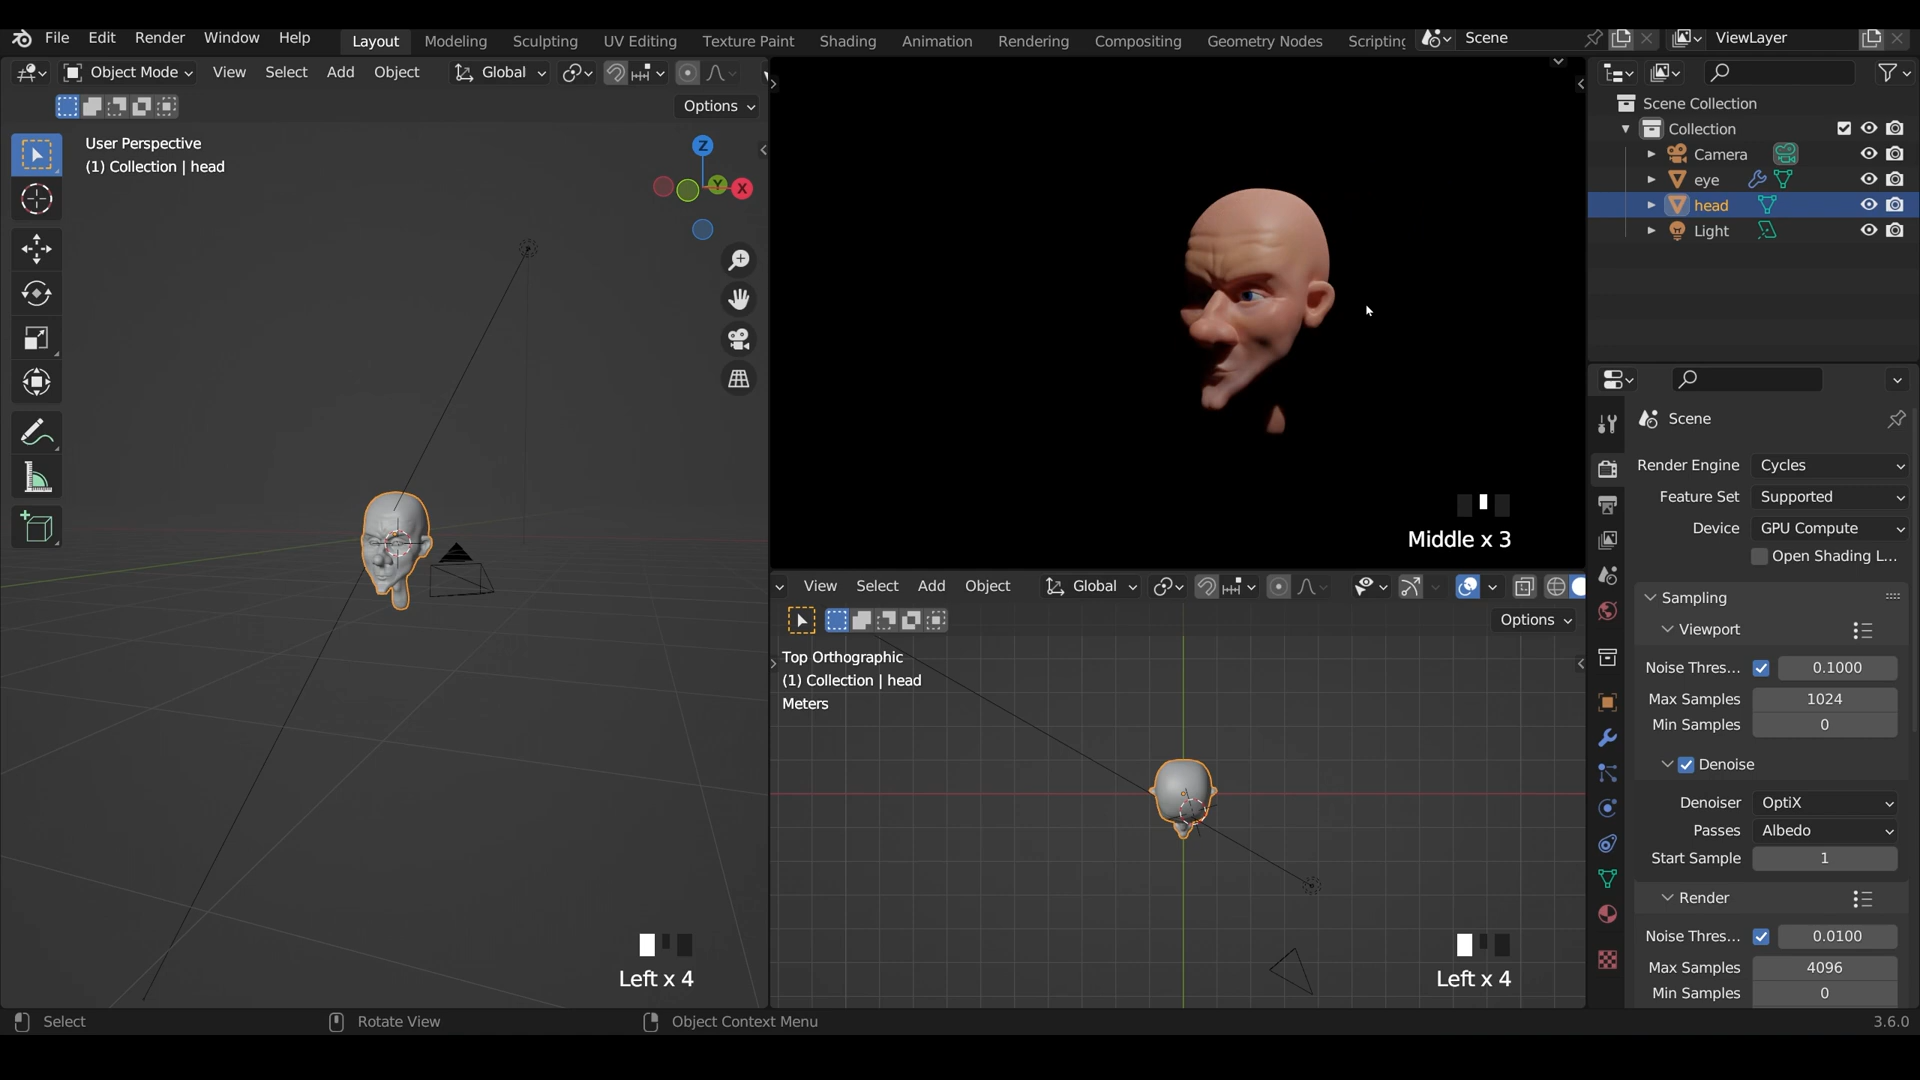 File Edit Render Window Help Layout Modeling Sculpting UV Editing Texture Paint Shading Animation Rendering Compositing Geometry Nodes Scripting Scene ViewLayer
Object Mode View Select Add Object Global
Options
User Perspective
(1) Collection | head
Z
Y
X
Left x 4
Middle x 3
View Select Add Object Global
Options
Top Orthographic
(1) Collection | head
Meters
Left x 4
Scene Collection
Collection
Camera
eye
head
Light
Scene
Render Engine Cycles
Feature Set Supported
Device GPU Compute
Open Shading L...
Sampling
Viewport
Noise Thres... 0.1000
Max Samples 1024
Min Samples 0
Denoise
Denoiser OptiX
Passes Albedo
Start Sample 1
Render
Noise Thres... 0.0100
Max Samples 4096
Min Samples 0
Select Rotate View Object Context Menu 3.6.0